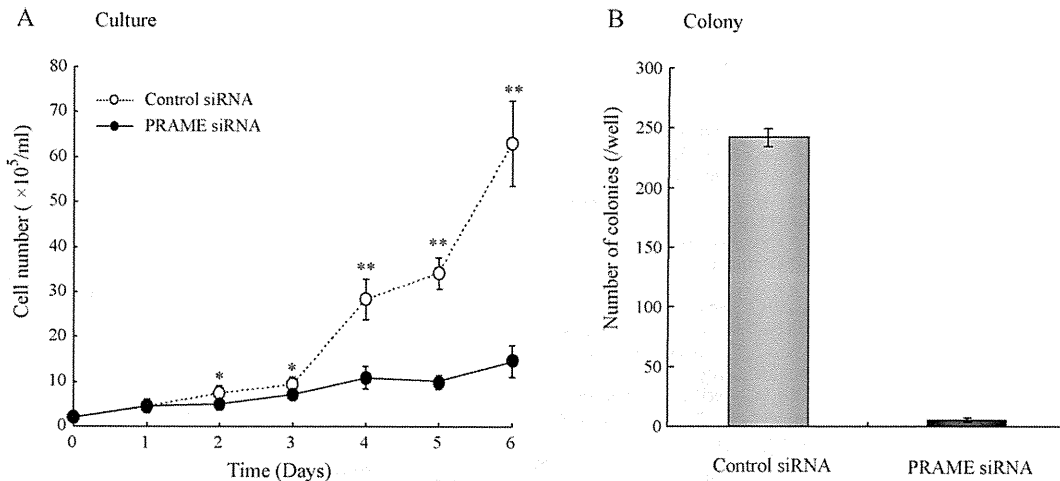 A Culture
Cell number ( ×10⁵/ml)
80
70
60
50
40
30
20
10
0
Control siRNA
PRAME siRNA
*
*
**
**
**
0 1 2 3 4 5 6
Time (Days)
B Colony
Number of colonies (/well)
300
250
200
150
100
50
0
Control siRNA PRAME siRNA